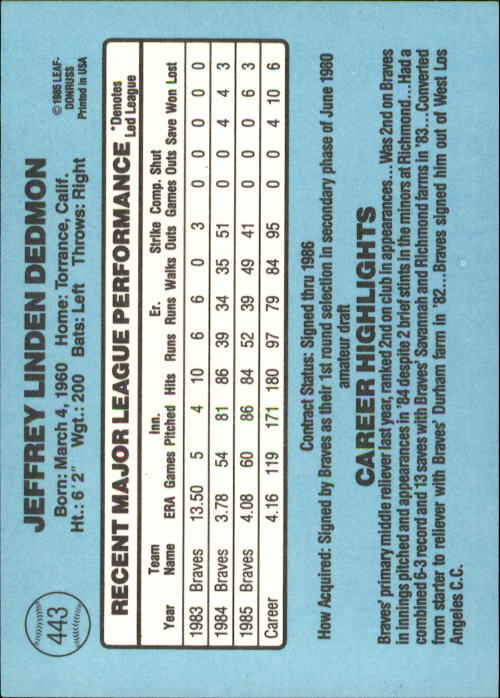 443
JEFFREY LINDEN DEDMON
Born: March 4, 1960 Home: Torrance, Calif.
Ht.: 6'2" Wgt.: 200 Bats: Left Throws: Right
©1985 LEAF-
DONRUSS
Printed in USA
RECENT MAJOR LEAGUE PERFORMANCE
*Denotes
Led League
Team Inn. Er. Strike Comp. Shut
Year Name ERA Games Pitched Hits Runs Runs Walks Outs Games Outs Save Won Lost
1983 Braves 13.50 5 4 10 6 6 0 3 0 0 0 0 0
1984 Braves 3.78 54 81 86 39 34 35 51 0 0 4 4 3
1985 Braves 4.08 60 86 84 52 39 49 41 0 0 0 6 3
Career 4.16 119 171 180 97 79 84 95 0 0 4 10 6
Contract Status: Signed thru 1986
How Acquired: Signed by Braves as their 1st round selection in secondary phase of June 1980
amateur draft
CAREER HIGHLIGHTS
Braves' primary middle reliever last year, ranked 2nd on club in appearances... Was 2nd on Braves
in innings pitched and appearances in '84 despite 2 brief stints in the minors at Richmond... Had a
combined 6-3 record and 13 saves with Braves' Savannah and Richmond farms in '83... Converted
from starter to reliever with Braves' Durham farm in '82... Braves signed him out of West Los
Angeles C.C.